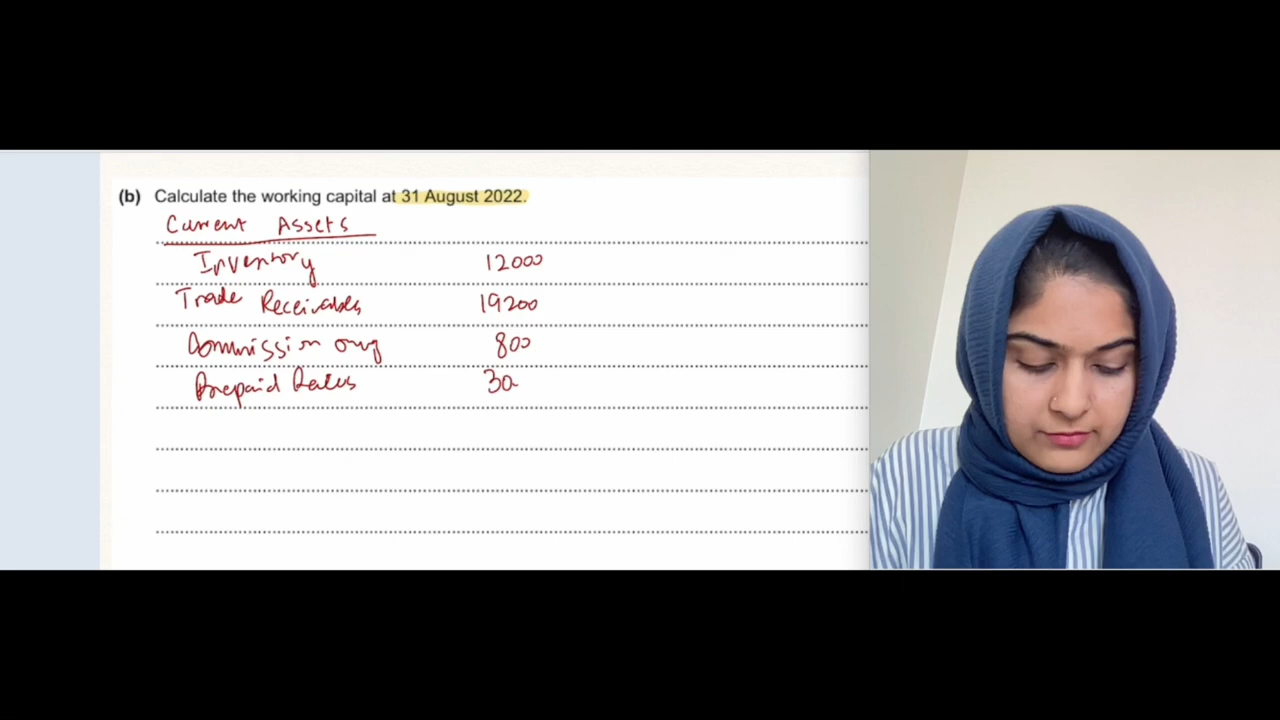 (b) Calculate the working capital at 31 August 2022.
Current Assets
Inventory 12000
Trade Receivables 19200
Commission owg 800
Prepaid Rates 30